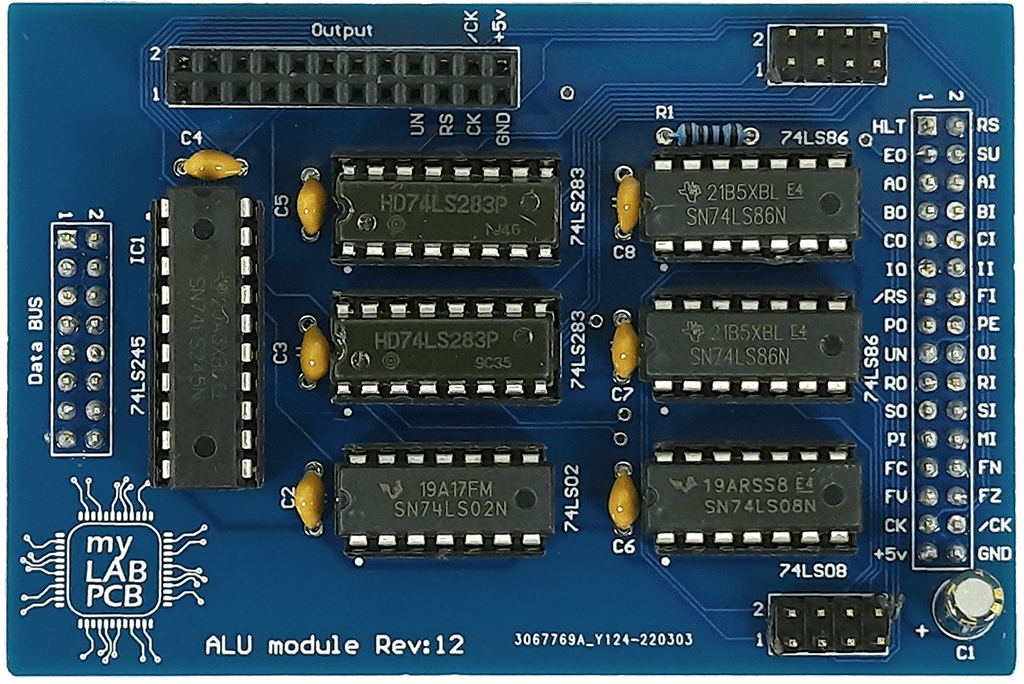 Output
/CK
+5v
2
1
UN
RS
CK
GND
2
1
R1
74LS86
1
2
HLT
RS
EO
SU
AO
AI
BO
BI
CO
CI
IO
II
/RS
FI
PO
PE
UN
OI
RO
RI
SO
SI
PI
MI
FC
FN
FV
FZ
CK
/CK
+5v
GND
C4
C5
HD74LS283P
74LS283
C8
21B5XBL E4
SN74LS86N
1
2
Data BUS
IC1
74LS245
SN74LS245N
C3
HD74LS283P
9C35
74LS283
C7
21B5XBL E4
SN74LS86N
74LS86
C2
19A17FM
SN74LS02N
74LS02
C6
19ARSS8 E4
SN74LS08N
74LS08
my
LAB
PCB
ALU module Rev:12
3067769A_Y124-220303
2
1
+
C1